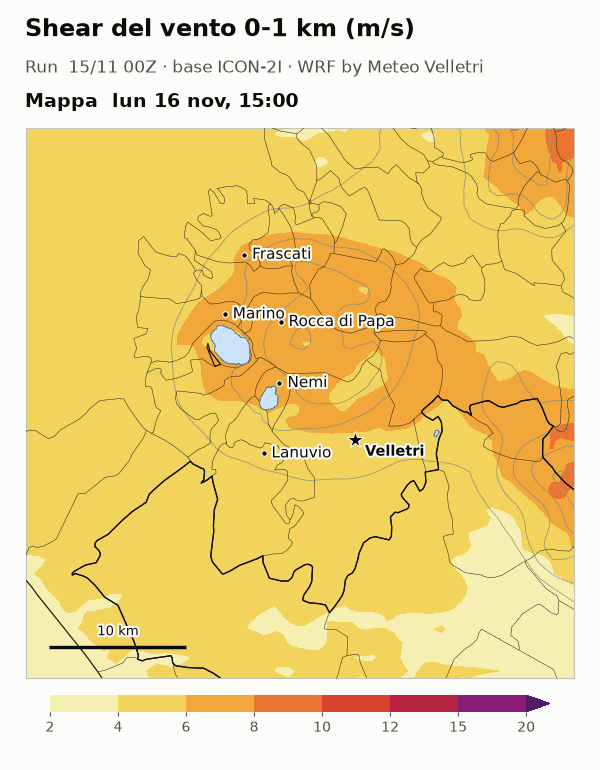 Shear del vento 0-1 km (m/s)
Run  15/11 00Z · base ICON-2I · WRF by Meteo Velletri
Mappa  lun 16 nov, 15:00
Frascati
Marino
Rocca di Papa
Nemi
Velletri
Lanuvio
10 km
2 4 6 8 10 12 15 20